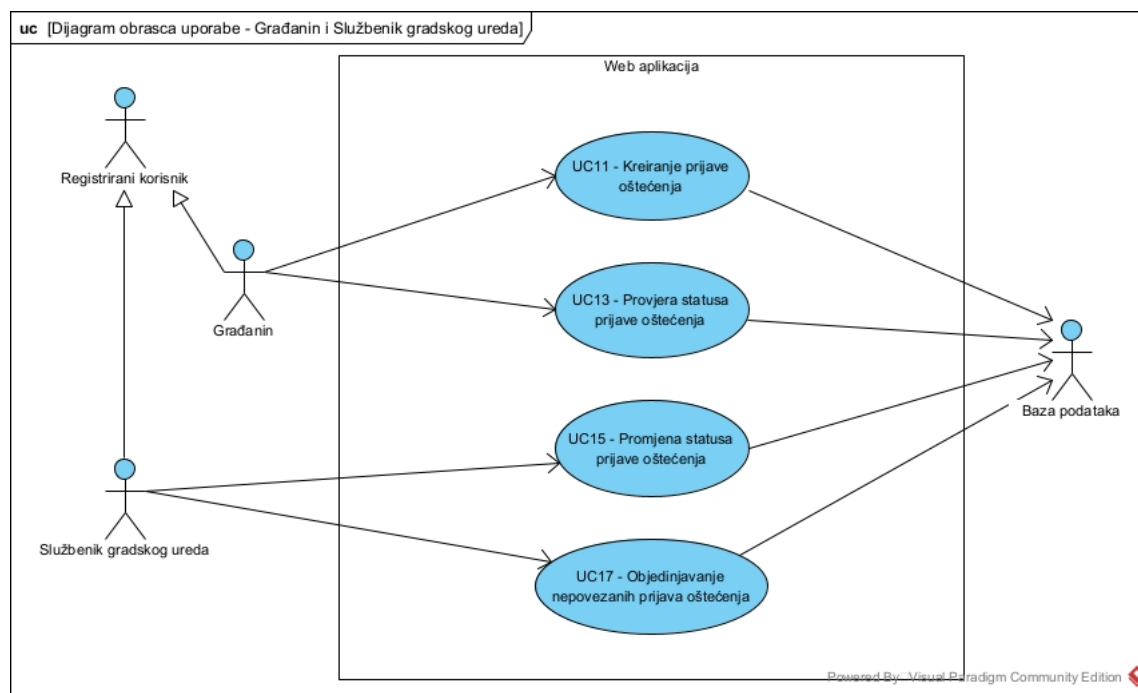 uc [Dijagram obrasca uporabe - Građanin i Službenik gradskog ureda]
Web aplikacija
Registrirani korisnik
UC11 - Kreiranje prijave
oštećenja
Građanin
UC13 - Provjera statusa
prijave oštećenja
Baza podataka
UC15 - Promjena statusa
prijave oštećenja
Službenik gradskog ureda
UC17 - Objedinjavanje
nepovezanih prijava oštećenja
Powered By Visual Paradigm Community Edition